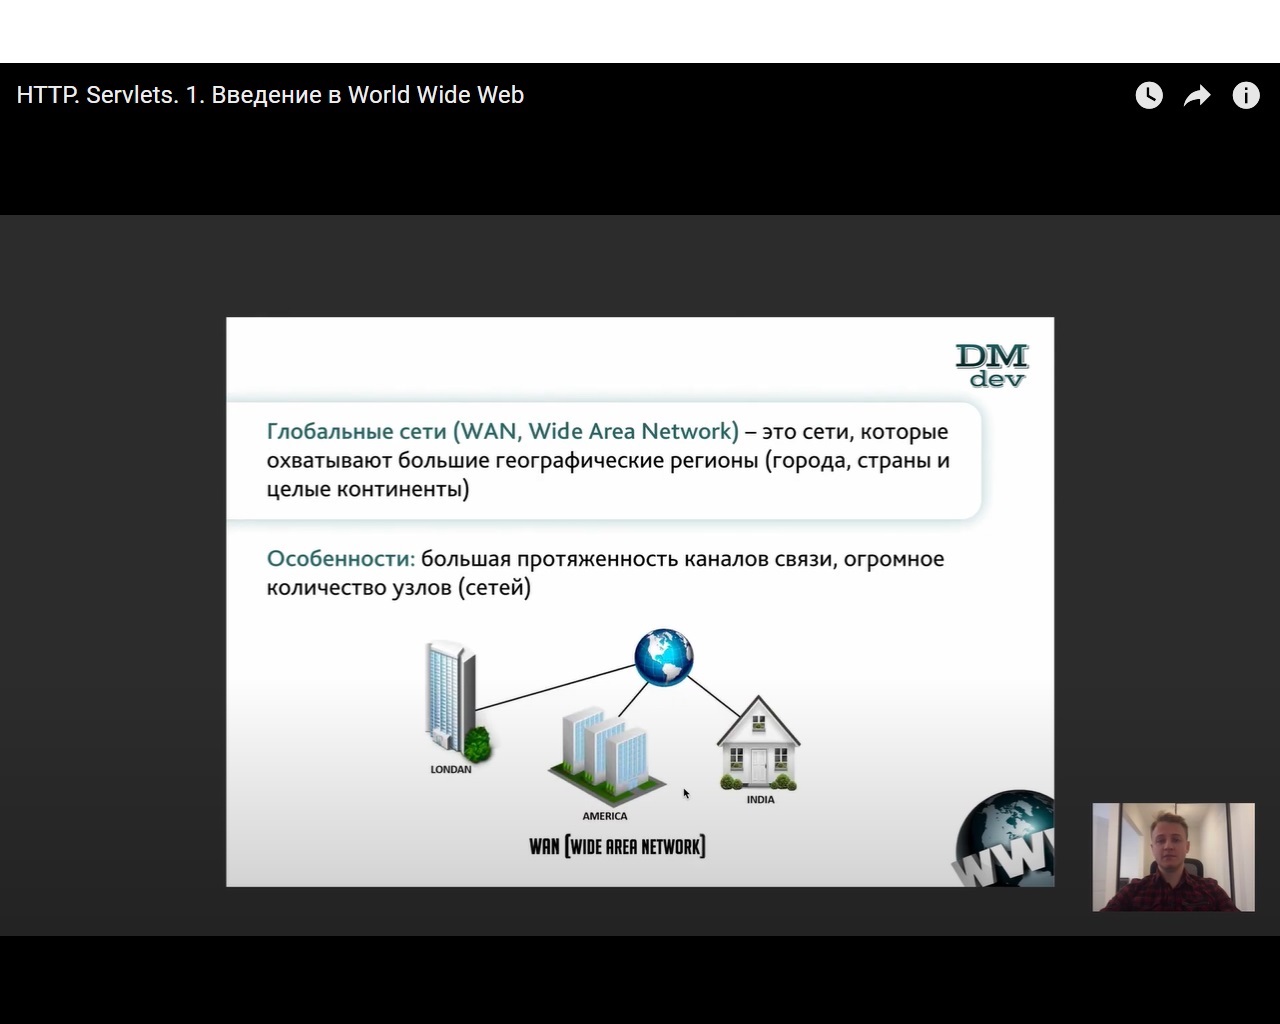 HTTP. Servlets. 1. Введение в World Wide Web
DM
dev
Глобальные сети (WAN, Wide Area Network) – это сети, которые
охватывают большие географические регионы (города, страны и
целые континенты)
Особенности: большая протяженность каналов связи, огромное
количество узлов (сетей)
LONDAN
AMERICA
INDIA
WAN (WIDE AREA NETWORK)
WWW